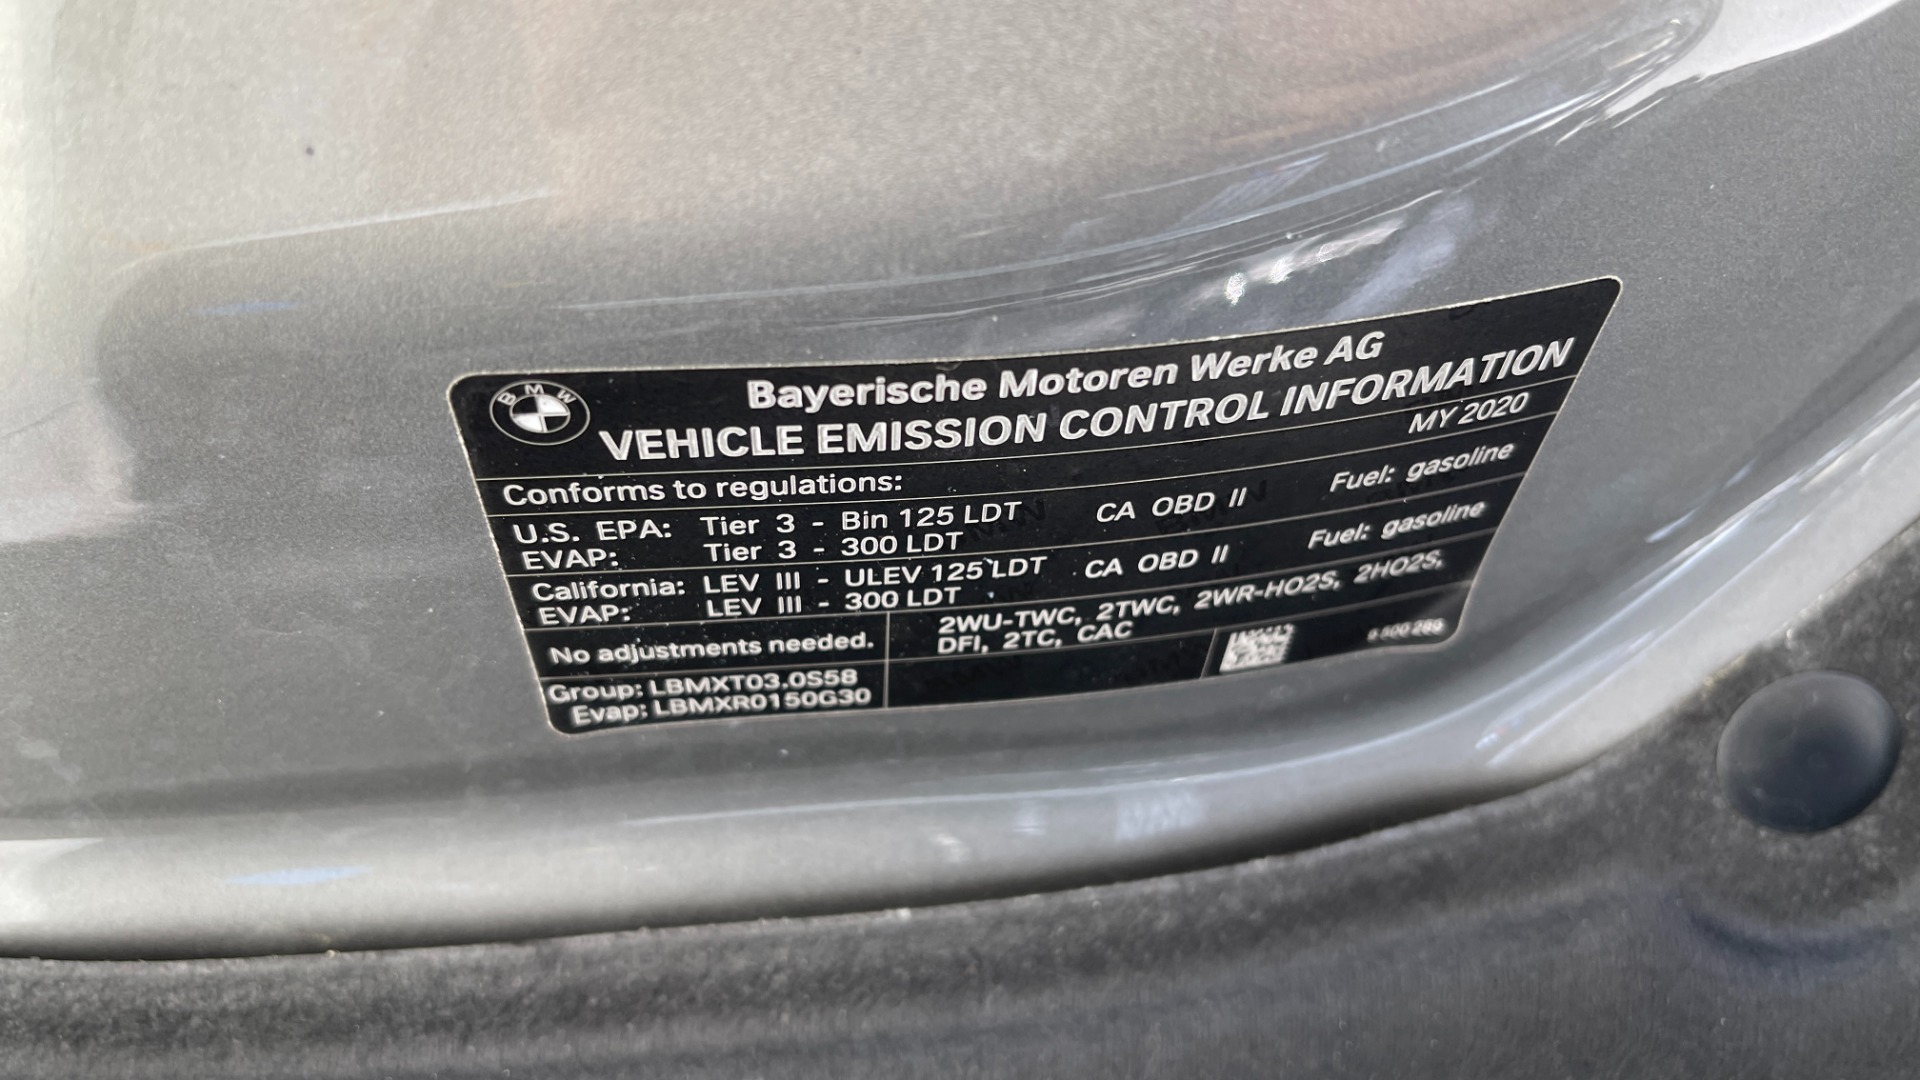 BMW
Bayerische Motoren Werke AG
VEHICLE EMISSION CONTROL INFORMATION
Conforms to regulations: MY 2020
U.S. EPA: Tier 3 - Bin 125 LDT CA OBD II Fuel: gasoline
EVAP: Tier 3 - 300 LDT
California: LEV III - ULEV 125 LDT CA OBD II Fuel: gasoline
EVAP: LEV III - 300 LDT
No adjustments needed.
2WU-TWC, 2TWC, 2WR-HO2S, 2HO2S,
DFI, 2TC, CAC
Group: LBMXT03.0S58
Evap: LBMXR0150G30